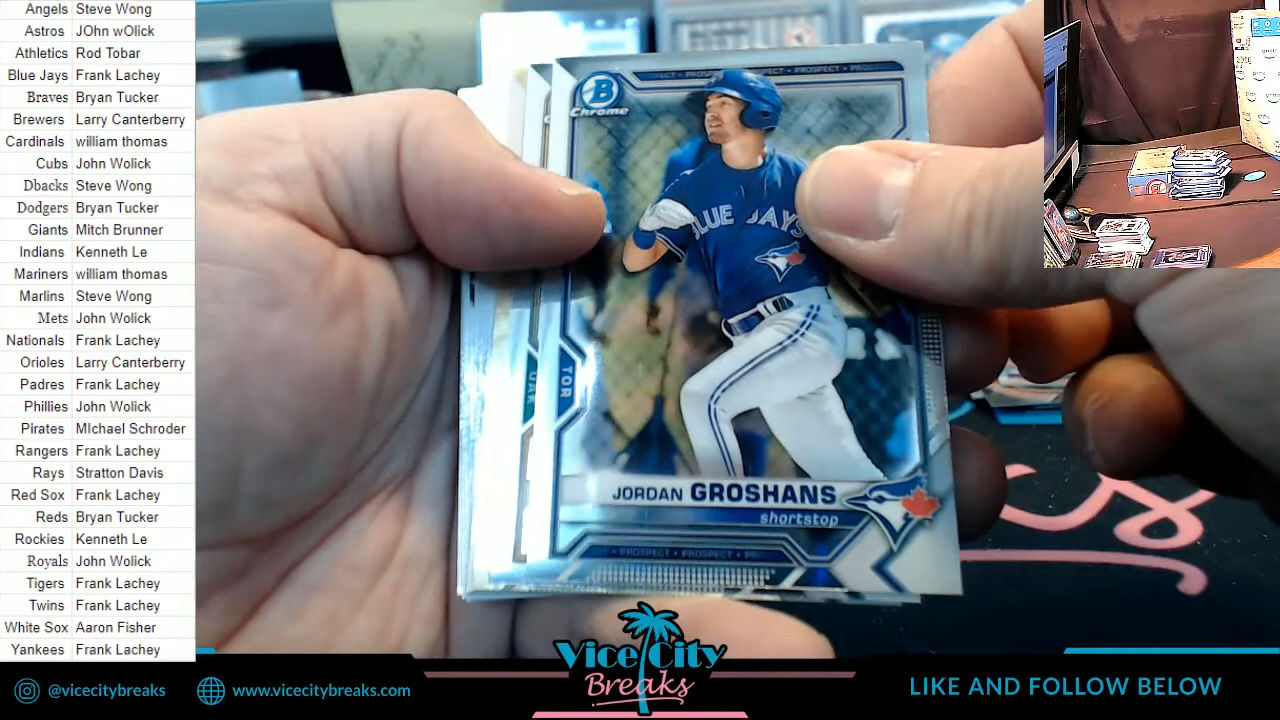 Angels Steve Wong
Astros JOhn wOlick
Athletics Rod Tobar
Blue Jays Frank Lachey
Braves Bryan Tucker
Brewers Larry Canterberry
Cardinals william thomas
Cubs John Wolick
Dbacks Steve Wong
Dodgers Bryan Tucker
Giants Mitch Brunner
Indians Kenneth Le
Mariners william thomas
Marlins Steve Wong
Mets John Wolick
Nationals Frank Lachey
Orioles Larry Canterberry
Padres Frank Lachey
Phillies John Wolick
Pirates MIchael Schroder
Rangers Frank Lachey
Rays Stratton Davis
Red Sox Frank Lachey
Reds Bryan Tucker
Rockies Kenneth Le
Royals John Wolick
Tigers Frank Lachey
Twins Frank Lachey
White Sox Aaron Fisher
Yankees Frank Lachey
PROSPECT
B
Chrome
BLUE JAYS
TOR
OAK
JORDAN GROSHANS
shortstop
PROSPECT • PROSPECT
@vicecitybreaks
www.vicecitybreaks.com
Vice City
Breaks
LIKE AND FOLLOW BELOW